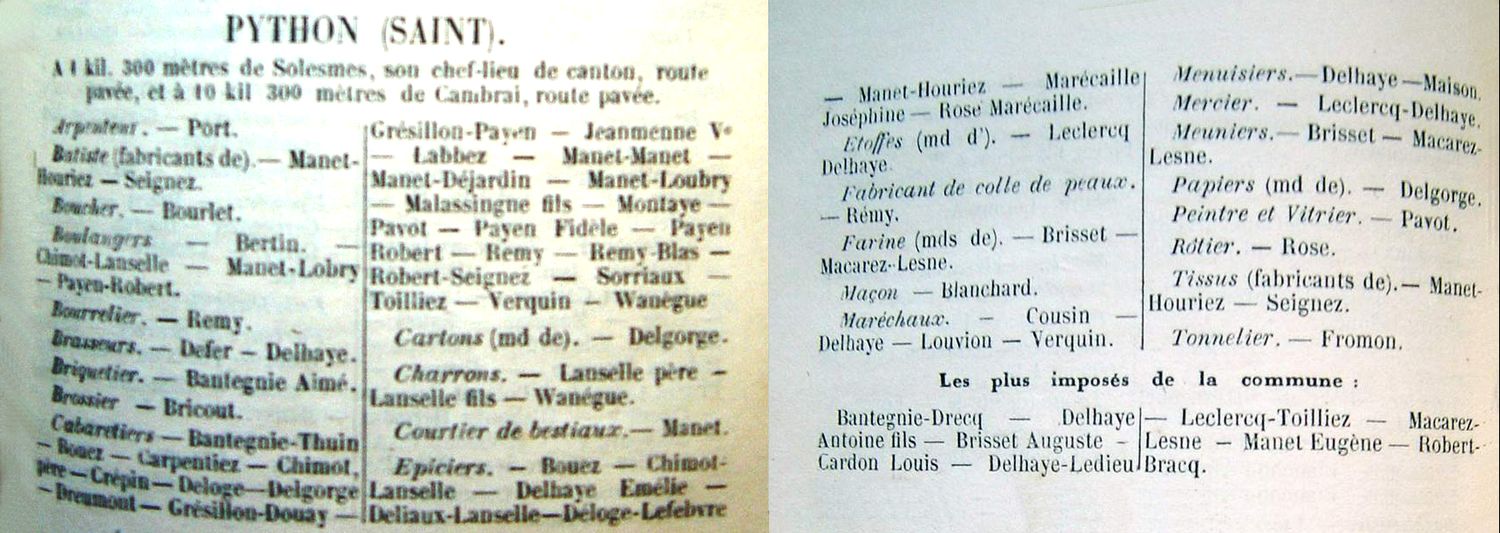 PYTHON (SAINT).
A 1 kil. 300 mètres de Solesmes, son chef-lieu de canton, route
pavée, et à 10 kil 300 mètres de Cambrai, route pavée.
Arpenteur. — Port.
Batiste (fabricants de). — Manet-
Houriez — Seignez.
Boucher. — Bourlet.
Boulangers — Bertin. —
Chimot-Lanselle — Manet-Lobry
— Payen-Robert.
Bourrelier. — Remy.
Brasseurs. — Defer — Delhaye.
Briquetier. — Bantegnie Aimé.
Brossier — Bricout.
Cabaretiers — Bantegnie-Thuin
— Bouez — Carpentiez — Chimot,
père — Crépin — Deloge — Delgorge
— Dreumont — Grésillon-Douay —
Grésillon-Payen — Jeanmenne Ve
— Labbez — Manet-Manet —
Manet-Déjardin — Manet-Loubry
— Malassingne fils — Montaye —
Pavot — Payen Fidèle — Payen
Robert — Remy — Remy-Blas —
Robert-Seignez — Sorriaux —
Toilliez — Verquin — Wanègue
Cartons (md de). — Delgorge.
Charrons. — Lanselle père —
Lanselle fils — Wanégue.
Courtier de bestiaux. — Manet.
Epiciers. — Bouez — Chimot-
Lanselle — Delhaye Emélie —
Deliaux-Lanselle — Déloge-Lefebvre
— Manet-Houriez — Marécaille
Joséphine — Rose Marécaille.
Etoffes (md d'). — Leclercq
Delhaye.
Fabricant de colle de peaux.
— Rémy.
Farine (mds de). — Brisset —
Macarez-Lesne.
Maçon — Blanchard.
Maréchaux. — Cousin —
Delhaye — Louvion — Verquin.
Menuisiers. — Delhaye — Maison.
Mercier. — Leclercq-Delhaye.
Meuniers. — Brisset — Macarez-
Lesne.
Papiers (md de). — Delgorge.
Peintre et Vitrier. — Pavot.
Rôtier. — Rose.
Tissus (fabricants de). — Manet-
Houriez — Seignez.
Tonnelier. — Fromon.
Les plus imposés de la commune :
Bantegnie-Drecq — Delhaye
Antoine fils — Brisset Auguste -
Cardon Louis — Delhaye-Ledieu
— Leclercq-Toilliez — Macarez-
Lesne — Manet Eugène — Robert-
Bracq.